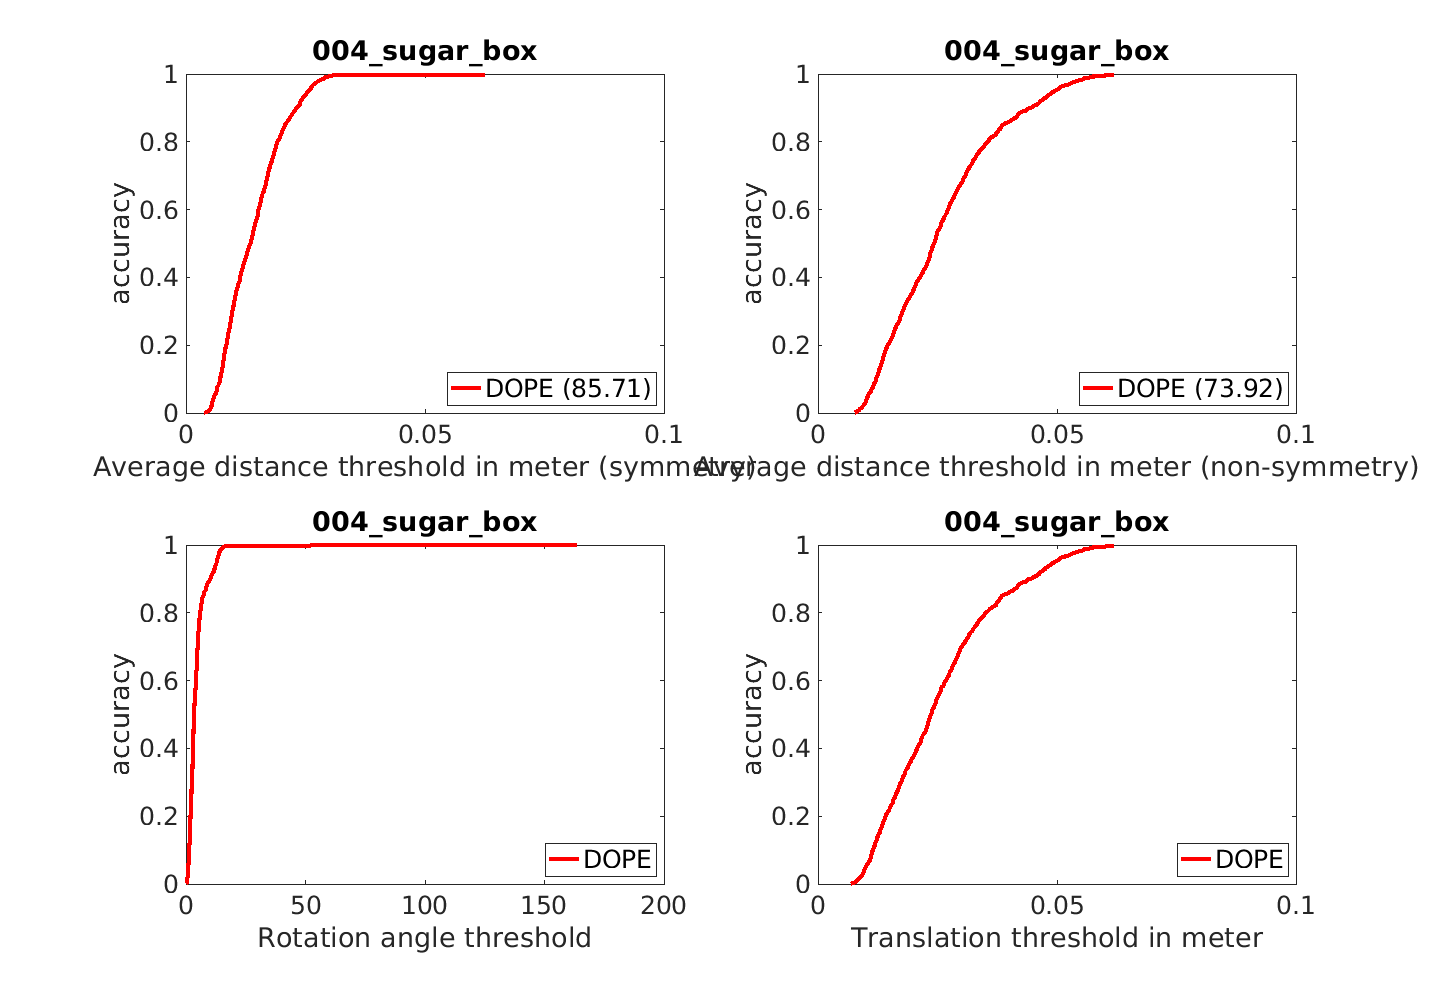 004_sugar_box
1
0.8
0.6
0.4
0.2
0
accuracy
DOPE (85.71)
0 0.05 0.1
Average distance threshold in meter (symmetry)
004_sugar_box
1
0.8
0.6
0.4
0.2
0
accuracy
DOPE (73.92)
0 0.05 0.1
Average distance threshold in meter (non-symmetry)
004_sugar_box
1
0.8
0.6
0.4
0.2
0
accuracy
DOPE
0 50 100 150 200
Rotation angle threshold
004_sugar_box
1
0.8
0.6
0.4
0.2
0
accuracy
DOPE
0 0.05 0.1
Translation threshold in meter